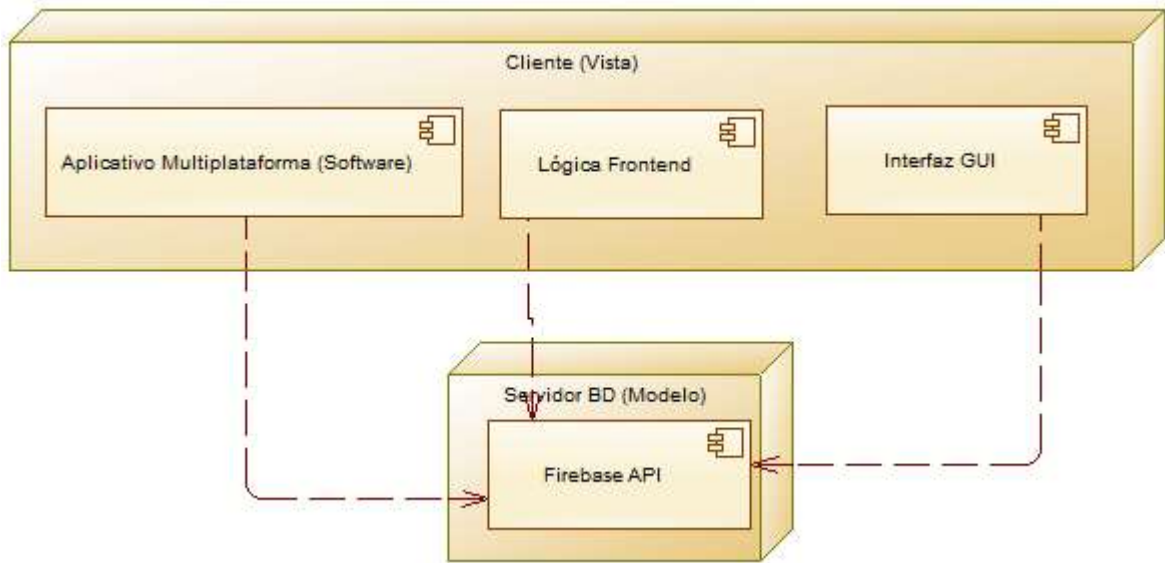 Cliente (Vista)
Aplicativo Multiplataforma (Software)
Lógica Frontend
Interfaz GUI
Servidor BD (Modelo)
Firebase API